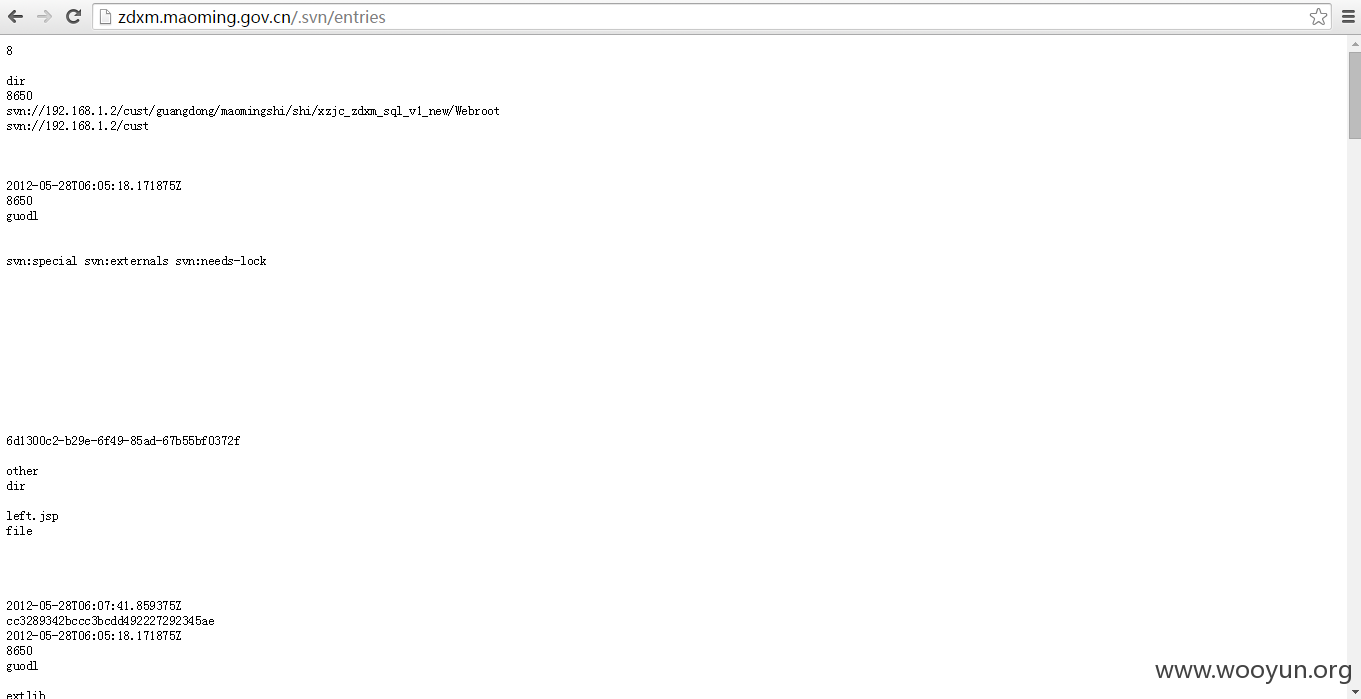 zdxm.maoming.gov.cn/.svn/entries
8
dir
8650
svn://192.168.1.2/cust/guangdong/maomingshi/shi/xzjc_zdxm_sql_v1_new/Webroot
svn://192.168.1.2/cust
2012-05-28T06:05:18.171875Z
8650
guodl
svn:special svn:externals svn:needs-lock
6d1300c2-b29e-6f49-85ad-67b55bf0372f
other
dir
left.jsp
file
2012-05-28T06:07:41.859375Z
cc3289342bccc3bcdd492227292345ae
2012-05-28T06:05:18.171875Z
8650
guodl
extlib
www.wooyun.org